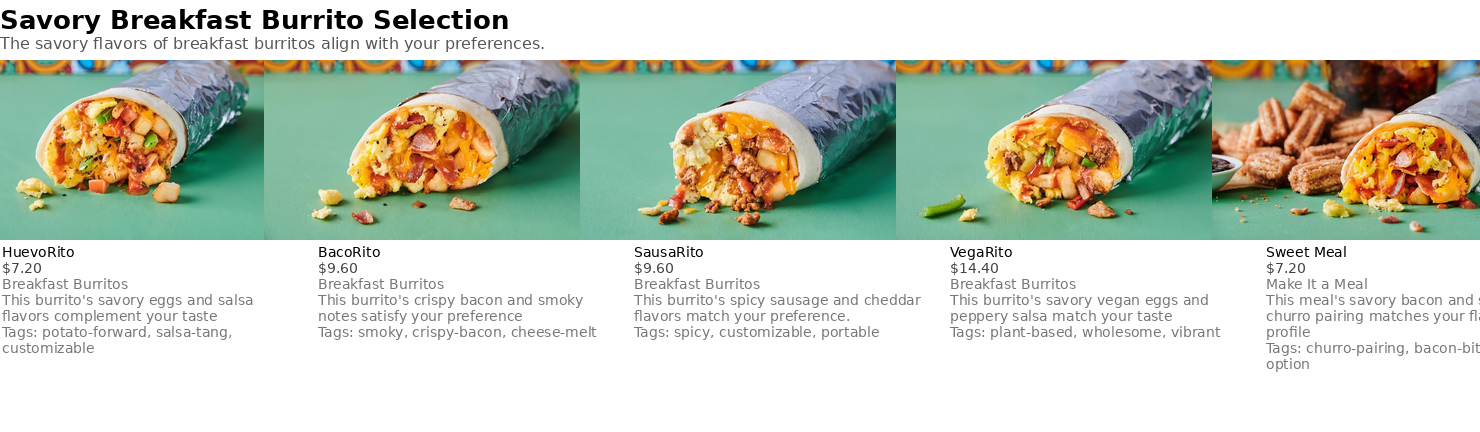 Savory Breakfast Burrito Selection
The savory flavors of breakfast burritos align with your preferences.
HuevoRito
$7.20
Breakfast Burritos
This burrito's savory eggs and salsa
flavors complement your taste
Tags: potato-forward, salsa-tang,
customizable
BacoRito
$9.60
Breakfast Burritos
This burrito's crispy bacon and smoky
notes satisfy your preference
Tags: smoky, crispy-bacon, cheese-melt
SausaRito
$9.60
Breakfast Burritos
This burrito's spicy sausage and cheddar
flavors match your preference.
Tags: spicy, customizable, portable
VegaRito
$14.40
Breakfast Burritos
This burrito's savory vegan eggs and
peppery salsa match your taste
Tags: plant-based, wholesome, vibrant
Sweet Meal
$7.20
Make It a Meal
This meal's savory bacon and
churro pairing matches your
profile
Tags: churro-pairing,
option